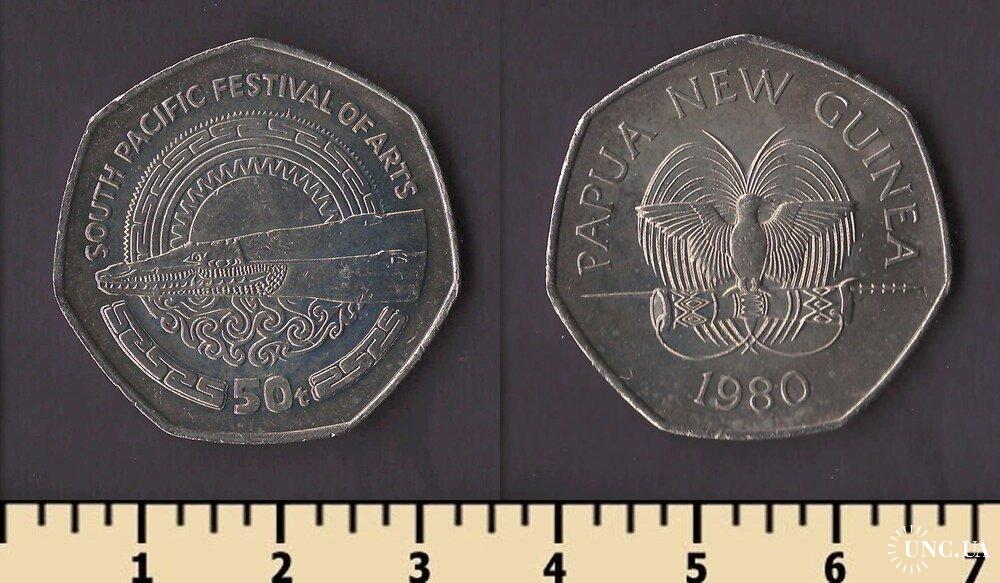 SOUTH PACIFIC FESTIVAL OF ARTS
50t
PAPUA NEW GUINEA
1980
1 2 3 4 5 6 7
UNC.UA